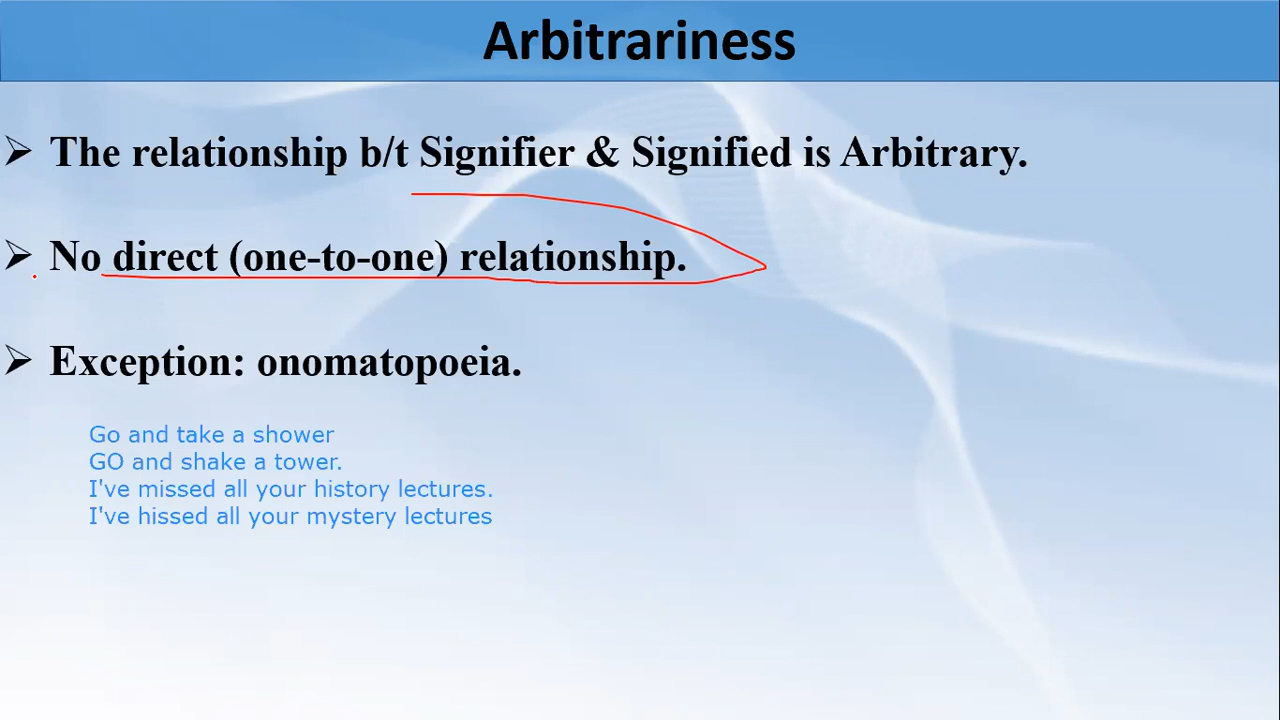 Arbitrariness
➢ The relationship b/t Signifier & Signified is Arbitrary.
➢ No direct (one-to-one) relationship.
➢ Exception: onomatopoeia.
Go and take a shower
GO and shake a tower.
I've missed all your history lectures.
I've hissed all your mystery lectures